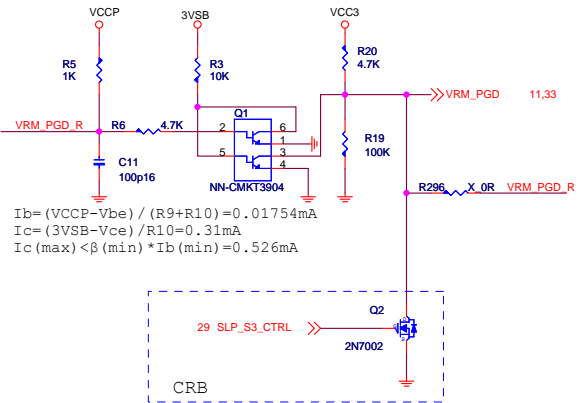 VCCP
3VSB
VCC3
R5
1K
R3
10K
R20
4.7K
VRM_PGD 11,33
VRM_PGD_R
R6 4.7K
Q1
2
6
1
5
3
4
NN-CMKT3904
C11
100p16
R19
100K
R296 X_0R VRM_PGD_R
Ib=(VCCP-Vbe)/(R9+R10)=0.01754mA
Ic=(3VSB-Vce)/R10=0.31mA
Ic(max)<β(min)*Ib(min)=0.526mA
Q2
29 SLP_S3_CTRL
G
D
S
2N7002
CRB